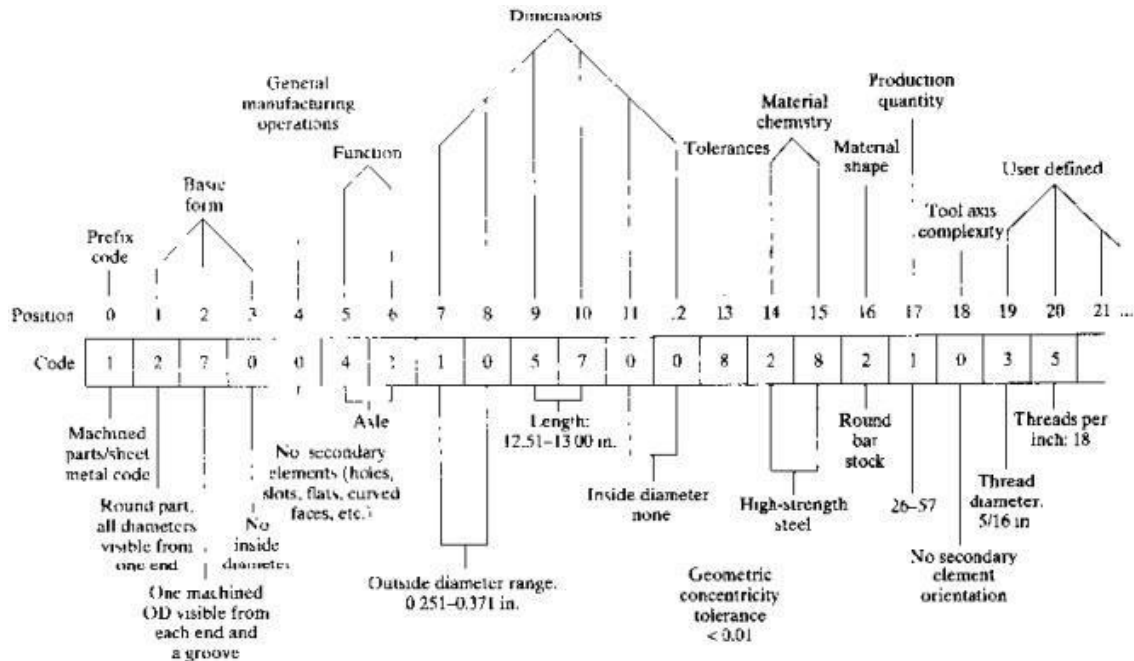 Dimensions
General
manufacturing
operations
Production
quantity
Material
chemistry
Function
Tolerances
Material
shape
Basic
form
User defined
Tool axis
complexity
Prefix
code
Position 0 1 2 3 4 5 6 7 8 9 10 11 12 13 14 15 16 17 18 19 20 21 ...
Code 1 2 7 0 0 4 1 0 5 7 0 0 8 2 8 2 1 0 3 5
Machined
parts/sheet
metal code
Round part,
all diameters
visible from
one end
One machined
OD visible from
each end and
a groove
No
inside
diameter
No secondary
elements (holes,
slots, flats, curved
faces, etc.)
Axle
Outside diameter range.
0 251–0.371 in.
Length:
12.51–13 00 in.
Inside diameter
none
Geometric
concentricity
tolerance
< 0.01
High-strength
steel
Round
bar
stock
26–57
No secondary
element
orientation
Thread
diameter.
5/16 in
Threads per
inch: 18